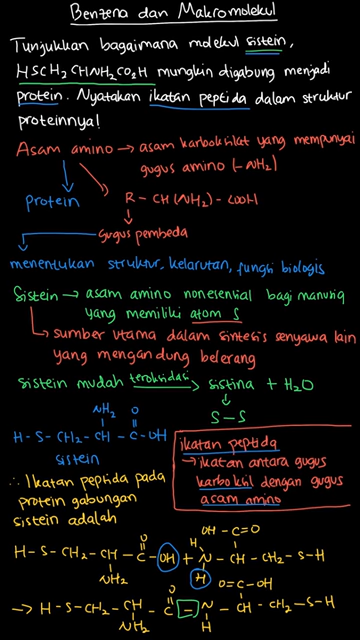 Benzena dan Makromolekul
Tunjukkan bagaimana molekul sistein,
HSCH2CHNH2CO2H mungkin digabung menjadi
protein. Nyatakan ikatan peptida dalam struktur
proteinnya!
Asam amino → asam karboksilat yang mempunyai
gugus amino (-NH2)
Protein
R - CH(NH2) - COOH
gugus pembeda
menentukan struktur, kelarutan, fungsi biologis
Sistein → asam amino nonesensial bagi manusia
yang memiliki atom S
→ sumber utama dalam sintesis senyawa lain
yang mengandung belerang
sistein mudah teroksidasi > sistina + H2O
S-S
NH2 O
H-S-CH2-CH-C-OH
sistein
ikatan peptida
→ ikatan antara gugus
karboksil dengan gugus
asam amino
∴ Ikatan peptida pada
protein gabungan
sistein adalah
O H OH-C=O
H-S-CH2-CH-C-OH + N-CH-CH2-S-H
NH2 H
O O=C-OH
→ H-S-CH2-CH-C-N-CH-CH2-S-H
NH2 H